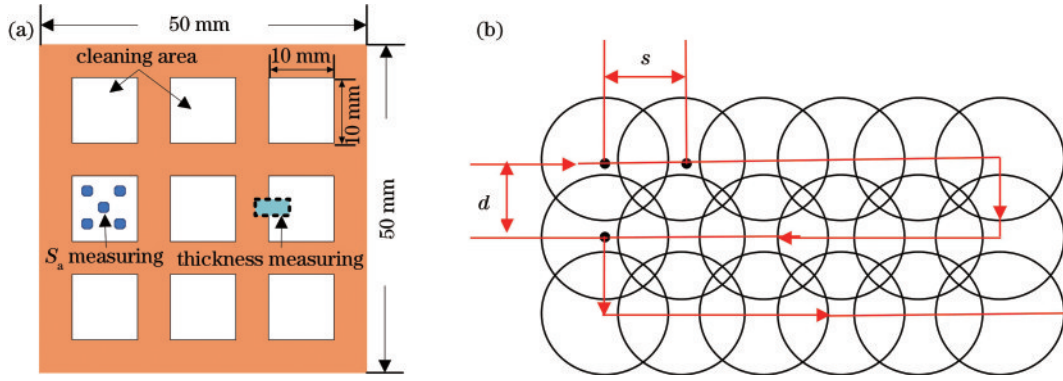 (a)
50 mm
cleaning area
10 mm
10 mm
50 mm
Sa measuring
thickness measuring
(b)
s
d